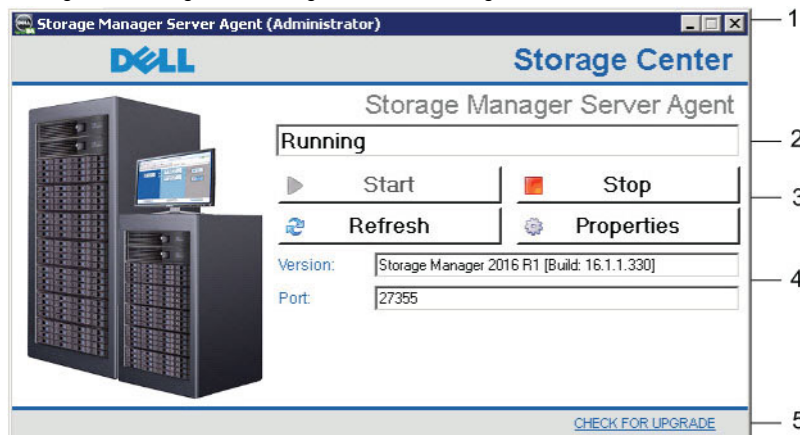 Storage Manager Server Agent (Administrator)
1
DELL
Storage Center
Storage Manager Server Agent
Running
2
Start
Stop
3
Refresh
Properties
Version:
Storage Manager 2016 R1 [Build: 16.1.1.330]
4
Port:
27355
CHECK FOR UPGRADE
5